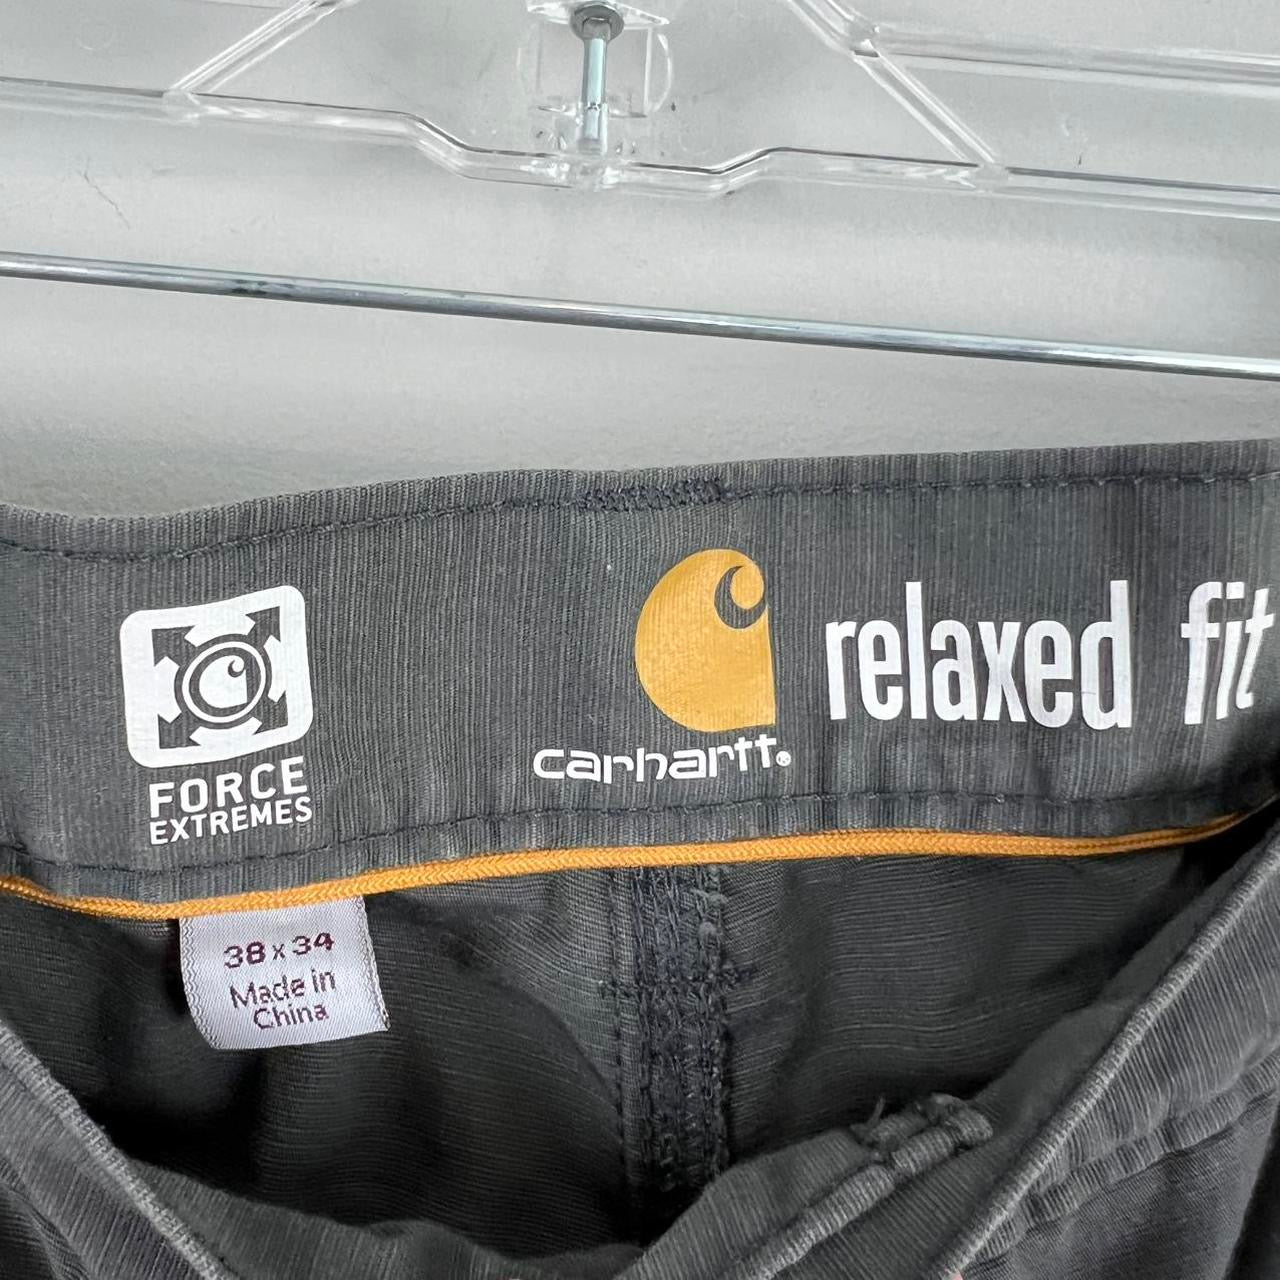 FORCE
EXTREMES
carhartt®
relaxed fit
38 x 34
Made in
China